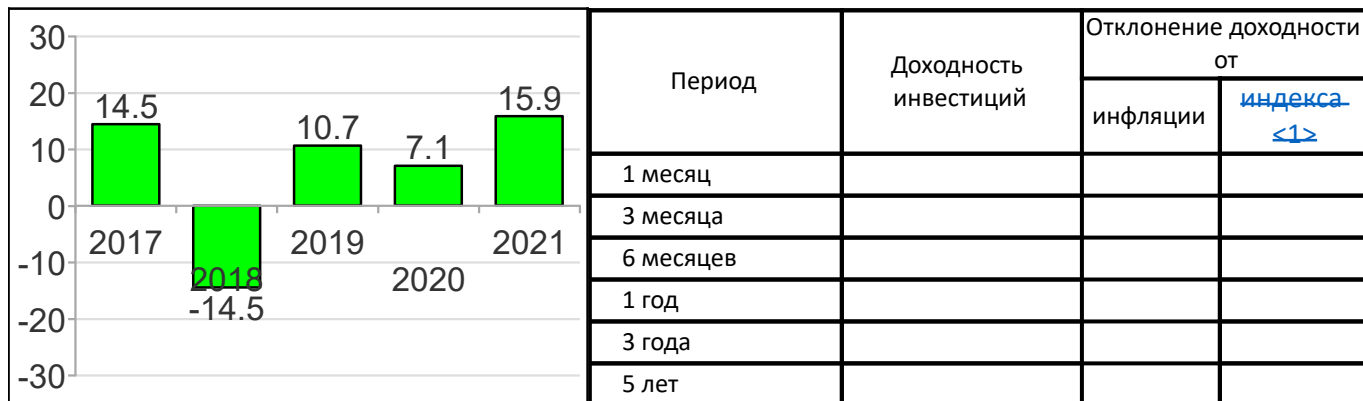 30
20
10
0
-10
-20
-30
14.5
-14.5
10.7
7.1
15.9
2017
2018
2019
2020
2021
Период
Доходность
инвестиций
Отклонение доходности
от
инфляции
индекса
<1>
1 месяц
3 месяца
6 месяцев
1 год
3 года
5 лет